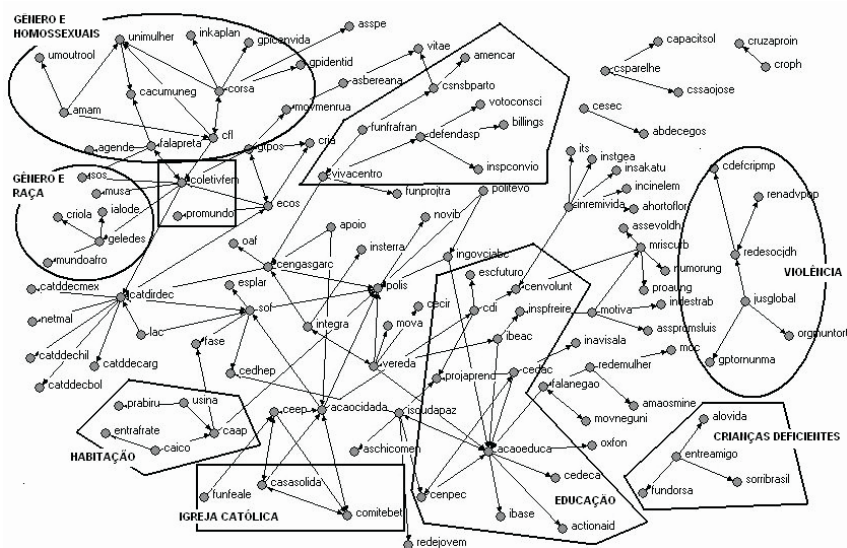 GÊNERO E
HOMOSSEXUAIS
unimulher
inkaplan
gpicanvida
asspe
umoutrool
gpidentid
vitae
amencar
capacitsol
cruzaproin
csparelhe
croph
cacumuneg
corsa
asbereana
csnsbparto
cssaojose
amam
movmenrua
votoconsci
cesec
cfl
funfrafran
defendasp
billings
abdecegos
agende
falapreta
gtpos
cria
its
instgea
cdefcripmp
GÊNERO E
RAÇA
sos
coletivfem
vivacentro
inspconvio
insakatu
incinelem
renadvpop
musa
ecos
funprojtra
politevo
inremivida
ahortoflor
criola
ialode
promundo
apoio
novib
assevoldh
geledes
oaf
insterra
ingovciabc
miscurb
redesocjdh
VIOLÊNCIA
mundoafro
cengasgarc
escfuturo
numorung
catddecmex
esplar
polis
cenvolunt
proaung
jusglobal
catdirdec
cecir
cdi
inspfreire
motiva
indestrab
netmal
sof
lac
integra
mova
ibeac
asspromsluis
orgmuntort
catddechil
fase
inavisala
moc
gptornunma
catddecarg
cedhep
vereda
cedac
redemulher
catddecbol
projaprend
falanegao
amaosmine
prabiru
usina
ceep
acaocidada
isoudapaz
movneguni
alovida
entrafrate
caap
CRIANÇAS DEFICIENTES
caico
aschicomen
acaoeduca
oxfon
entreamigo
HABITAÇÃO
casasolida
cedeca
sorribrasil
funfeale
cenpec
fundorsa
IGREJA CATÓLICA
comitebet
EDUCAÇÃO
ibase
actionaid
redejovem